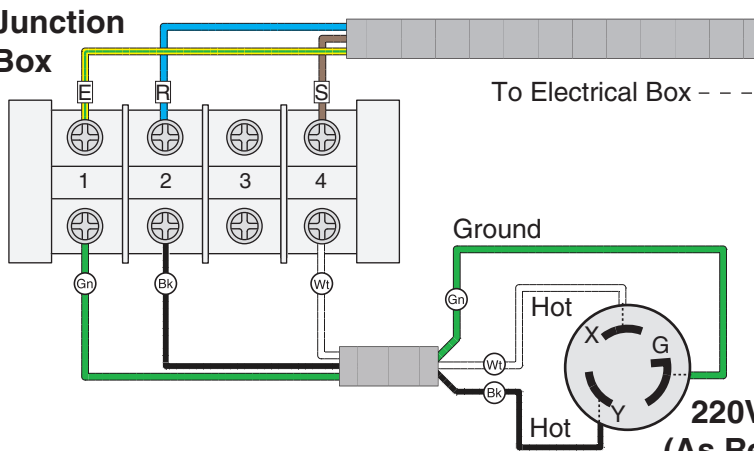 Junction
Box
E
R
S
To Electrical Box
1
2
3
4
Ground
Gn
Bk
Wt
Gn
Hot
X
G
Wt
Bk
Y
220V
Hot
(As